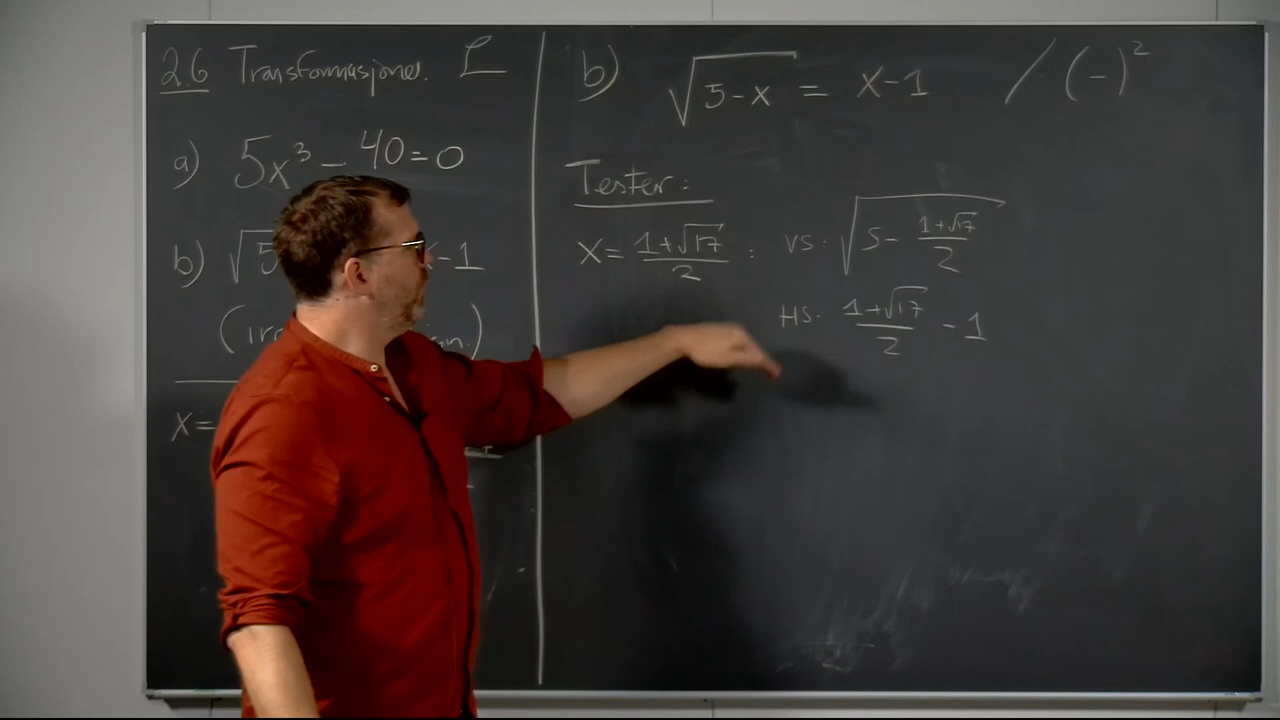 2.6 Transformasjoner. L
a) 5x³ - 40 = 0
b) √5 x-1
(irr gn.)
x=
b) √(5-x) = x-1 / (-)²
Tester:
x = (1+√17)/2 : VS: √(5 - (1+√17)/2)
HS: (1+√17)/2 - 1